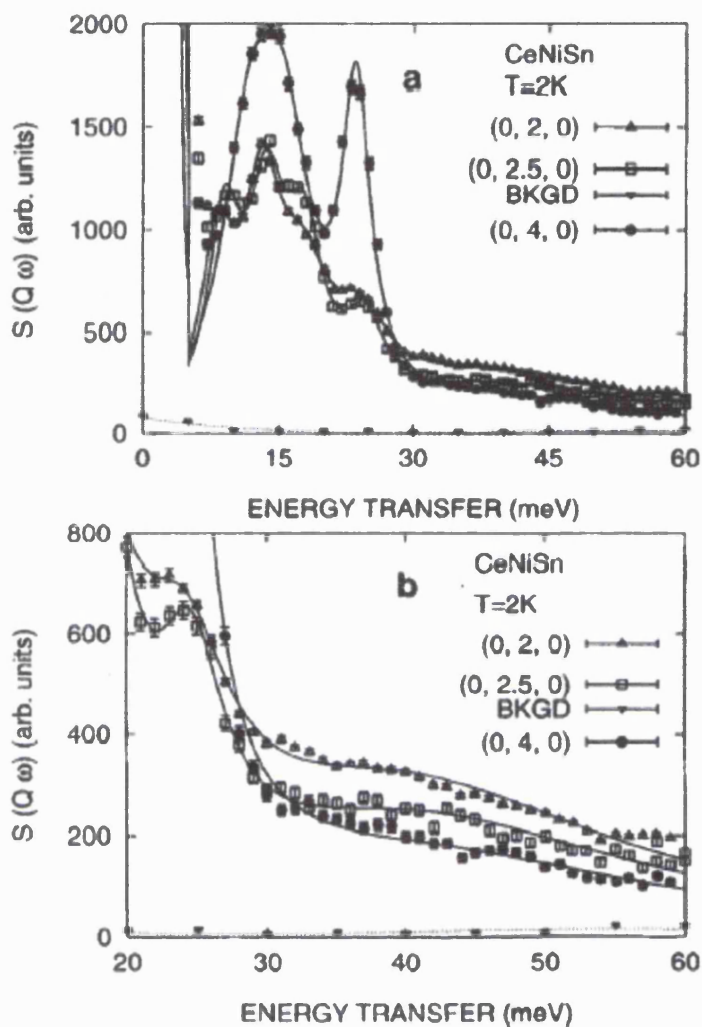 2000
1500
1000
500
0
S (Q ω) (arb. units)
a
CeNiSn
T=2K
(0, 2, 0)
(0, 2.5, 0)
BKGD
(0, 4, 0)
0 15 30 45 60
ENERGY TRANSFER (meV)
800
600
400
200
0
S (Q ω) (arb. units)
b
CeNiSn
T=2K
(0, 2, 0)
(0, 2.5, 0)
BKGD
(0, 4, 0)
20 30 40 50 60
ENERGY TRANSFER (meV)